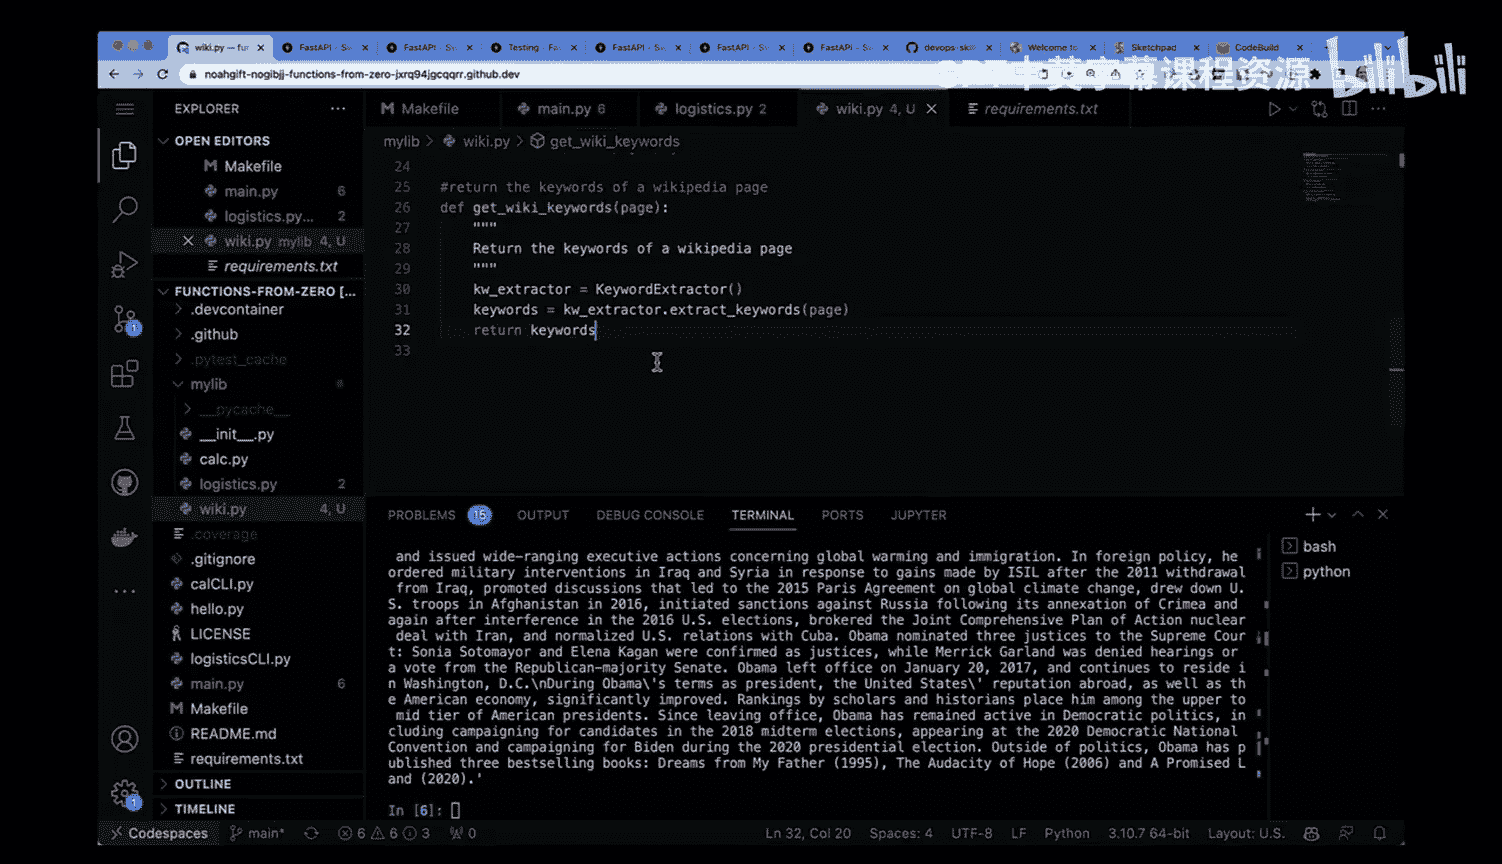 wiki.py — fur
FastAPI - Sw
FastAPI - Sw
Testing - Fa
FastAPI - Sw
FastAPI - Sw
FastAPI - Sw
Welcome to
Sketchpad
CodeBuild
noahgift-nogibjj-functions-from-zero-jxrq94jgcqqrr.github.dev
中英字幕课程资源
bilibili
EXPLORER
Makefile
main.py 6
logistics.py 2
wiki.py 4, U
requirements.txt
OPEN EDITORS
Makefile
main.py 6
logistics.py... 2
wiki.py mylib 4, U
requirements.txt
FUNCTIONS-FROM-ZERO [...
.devcontainer
.github
.pytest_cache
mylib
__pycache__
__init__.py
calc.py
logistics.py 2
wiki.py 4, U
.coverage
.gitignore
calCLI.py
hello.py
LICENSE
logisticsCLI.py
main.py 6
Makefile
README.md
requirements.txt
OUTLINE
TIMELINE
1
1
mylib > wiki.py > get_wiki_keywords
24
25 #return the keywords of a wikipedia page
26 def get_wiki_keywords(page):
27 """
28 Return the keywords of a wikipedia page
29 """
30 kw_extractor = KeywordExtractor()
31 keywords = kw_extractor.extract_keywords(page)
32 return keywords
33
PROBLEMS 15 OUTPUT DEBUG CONSOLE TERMINAL PORTS JUPYTER
bash
python
and issued wide-ranging executive actions concerning global warming and immigration. In foreign policy, he
ordered military interventions in Iraq and Syria in response to gains made by ISIL after the 2011 withdrawal
from Iraq, promoted discussions that led to the 2015 Paris Agreement on global climate change, drew down U.
S. troops in Afghanistan in 2016, initiated sanctions against Russia following its annexation of Crimea and
again after interference in the 2016 U.S. elections, brokered the Joint Comprehensive Plan of Action nuclear
deal with Iran, and normalized U.S. relations with Cuba. Obama nominated three justices to the Supreme Cour
t: Sonia Sotomayor and Elena Kagan were confirmed as justices, while Merrick Garland was denied hearings or
a vote from the Republican-majority Senate. Obama left office on January 20, 2017, and continues to reside i
n Washington, D.C.\nDuring Obama\'s terms as president, the United States\' reputation abroad, as well as th
e American economy, significantly improved. Rankings by scholars and historians place him among the upper to
mid tier of American presidents. Since leaving office, Obama has remained active in Democratic politics, in
cluding campaigning for candidates in the 2018 midterm elections, appearing at the 2020 Democratic National
Convention and campaigning for Biden during the 2020 presidential election. Outside of politics, Obama has p
ublished three bestselling books: Dreams from My Father (1995), The Audacity of Hope (2006) and A Promised L
and (2020).'
In [6]:
Codespaces main* 6 6 3 0 Ln 32, Col 20 Spaces: 4 UTF-8 LF Python 3.10.7 64-bit Layout: U.S.